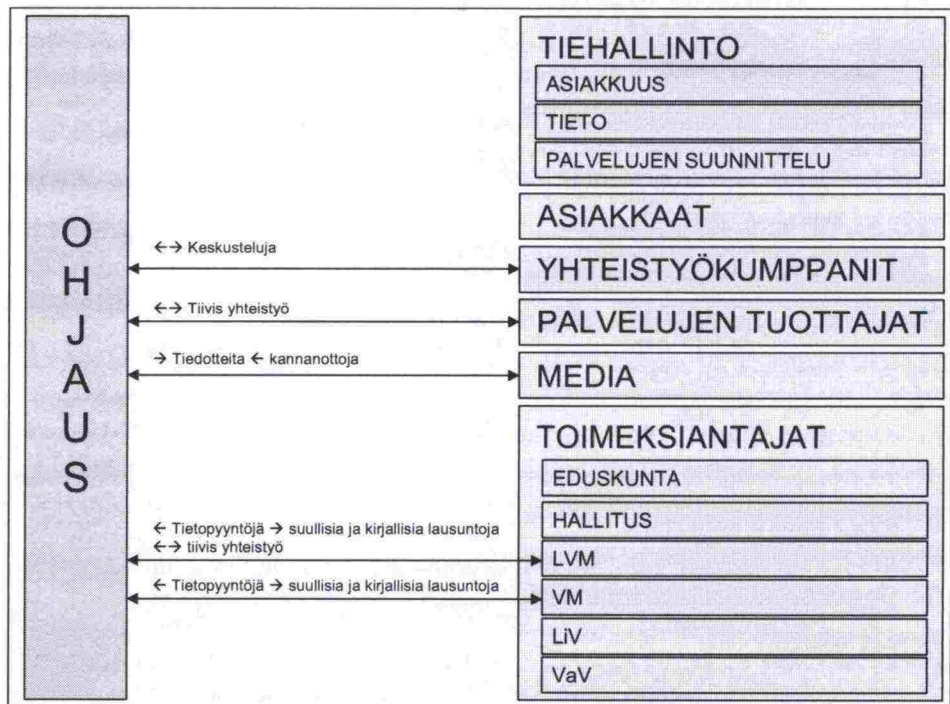 OHJAUS
←→ Keskusteluja
←→ Tiivis yhteistyö
→ Tiedotteita ← kannanottoja
← Tietopyyntöjä → suullisia ja kirjallisia lausuntoja
←→ tiivis yhteistyö
← Tietopyyntöjä → suullisia ja kirjallisia lausuntoja
TIEHALLINTO
ASIAKKUUS
TIETO
PALVELUJEN SUUNNITTELU
ASIAKKAAT
YHTEISTYÖKUMPPANIT
PALVELUJEN TUOTTAJAT
MEDIA
TOIMEKSIANTAJAT
EDUSKUNTA
HALLITUS
LVM
VM
LiV
VaV